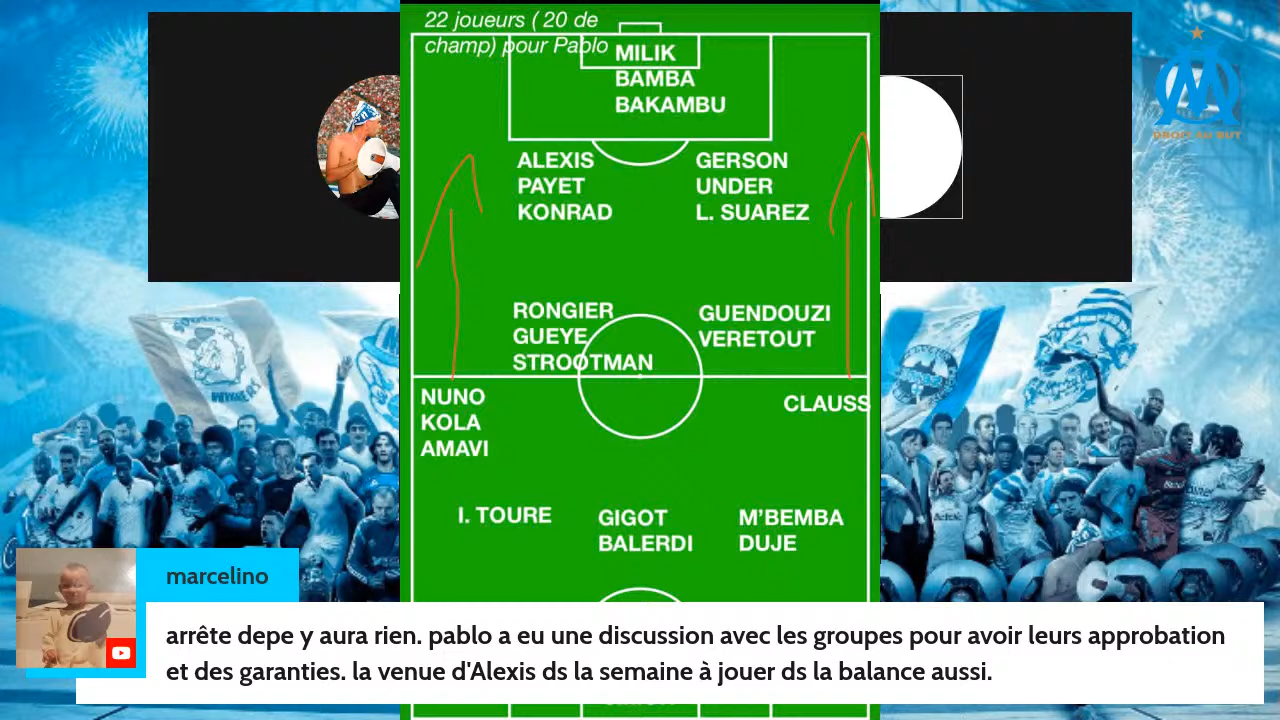 22 joueurs ( 20 de
champ) pour Pablo
MILIK
BAMBA
BAKAMBU
DROIT AU BUT
ALEXIS
PAYET
KONRAD
GERSON
UNDER
L. SUAREZ
RONGIER
GUEYE
STROOTMAN
GUENDOUZI
VERETOUT
NUNO
KOLA
AMAVI
CLAUSS
I. TOURE
GIGOT
BALERDI
M'BEMBA
DUJE
marcelino
arrête depe y aura rien. pablo a eu une discussion avec les groupes pour avoir leurs approbation
et des garanties. la venue d'Alexis ds la semaine à jouer ds la balance aussi.